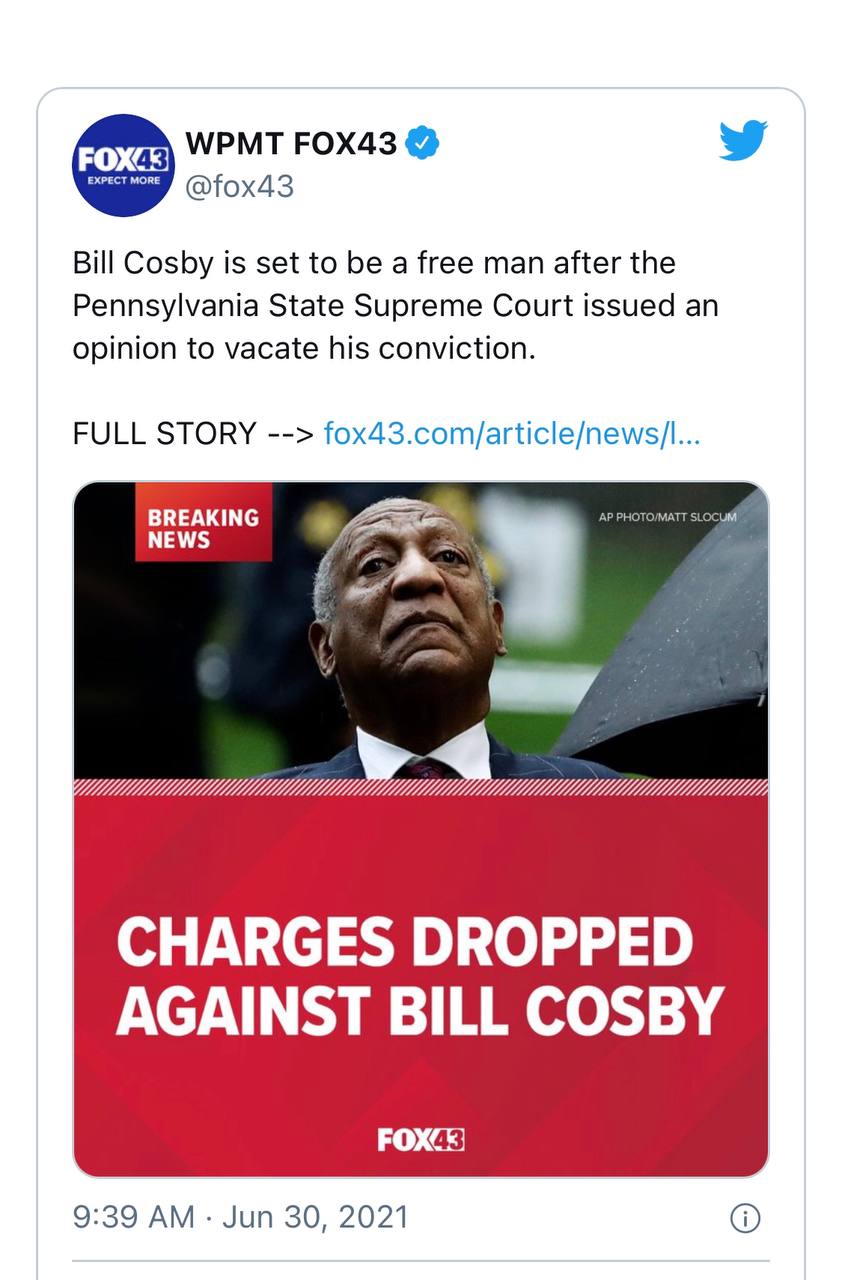 FOX43
EXPECT MORE
WPMT FOX43
@fox43
Bill Cosby is set to be a free man after the
Pennsylvania State Supreme Court issued an
opinion to vacate his conviction.
FULL STORY --> fox43.com/article/news/l...
BREAKING
NEWS
AP PHOTO/MATT SLOCUM
CHARGES DROPPED
AGAINST BILL COSBY
FOX43
9:39 AM · Jun 30, 2021